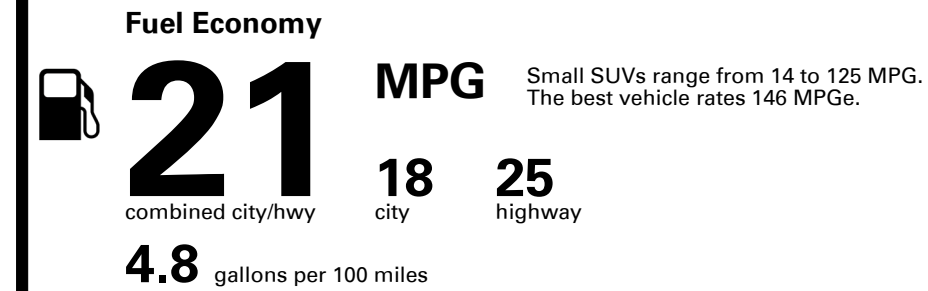 Fuel Economy
21 MPG
Small SUVs range from 14 to 125 MPG.
The best vehicle rates 146 MPGe.
combined city/hwy
18
city
25
highway
4.8 gallons per 100 miles